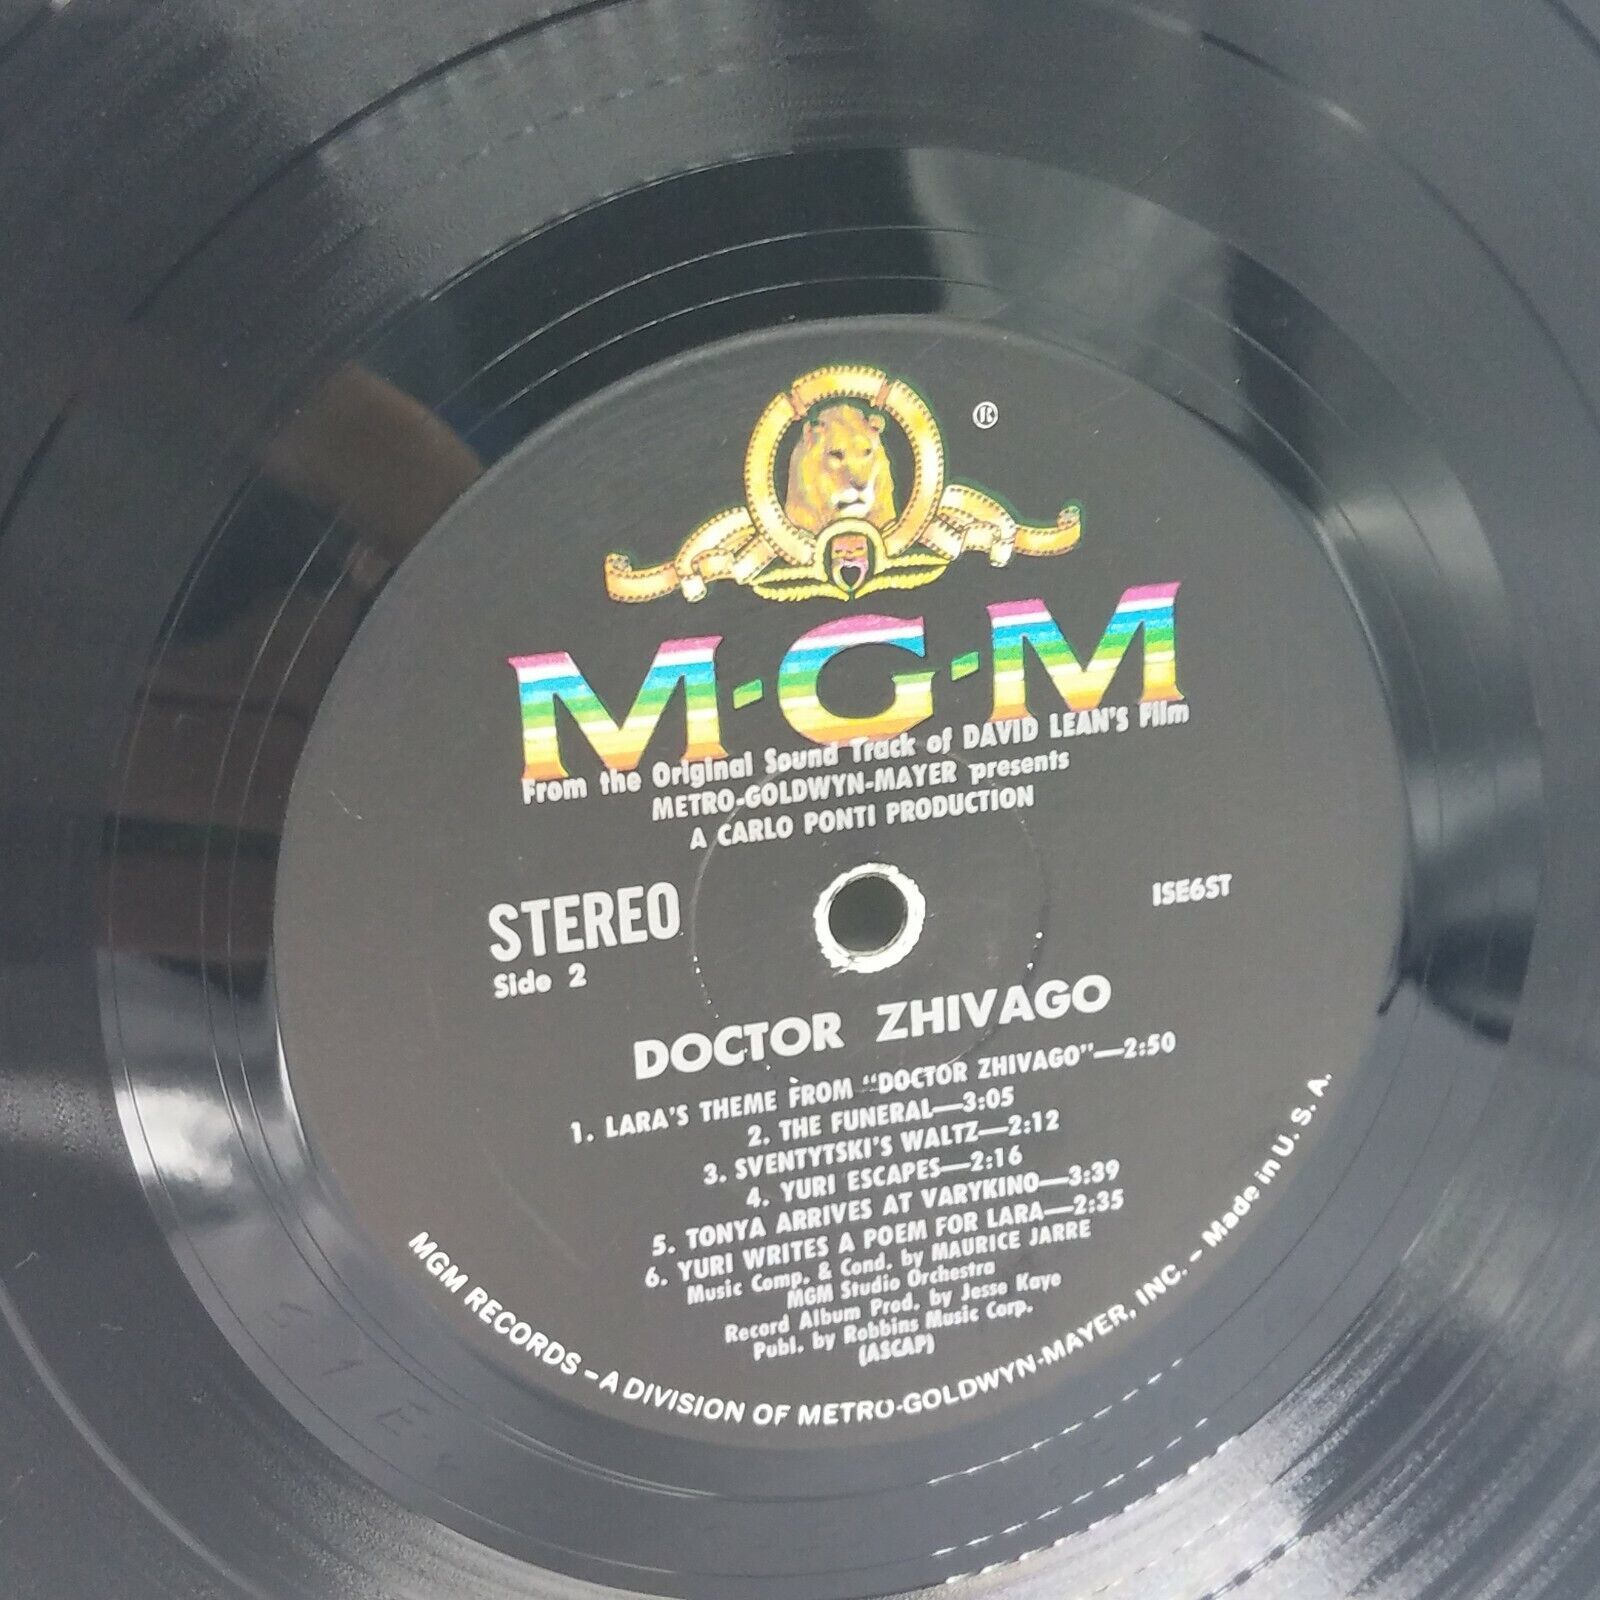 ®
M-G-M
From the Original Sound Track of DAVID LEAN'S Film
METRO-GOLDWYN-MAYER presents
A CARLO PONTI PRODUCTION
STEREO
Side 2
1SE6ST
DOCTOR ZHIVAGO
1. LARA'S THEME FROM "DOCTOR ZHIVAGO"—2:50
2. THE FUNERAL—3:05
3. SVENTYTSKI'S WALTZ—2:12
4. YURI ESCAPES—2:16
5. TONYA ARRIVES AT VARYKINO—3:39
6. YURI WRITES A POEM FOR LARA—2:35
Music Comp. & Cond. by MAURICE JARRE
MGM Studio Orchestra
Record Album Prod. by Jesse Kaye
Publ. by Robbins Music Corp.
(ASCAP)
MGM RECORDS – A DIVISION OF METRO-GOLDWYN-MAYER, INC. – Made in U. S. A.